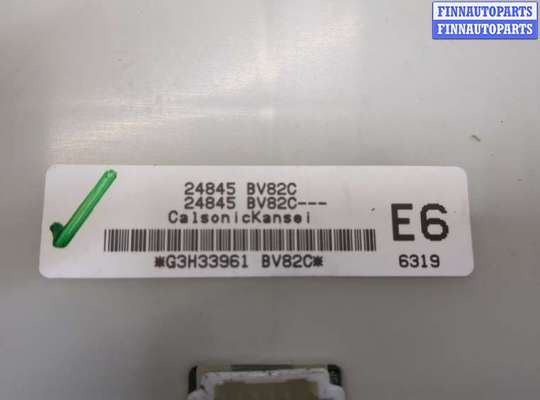 FINNAUTOPARTS
FINNAUTOPARTS
24845 BV82C
24845 BV82C---
CalsonicKansei
*G3H33961 BV82C*
E6
6319